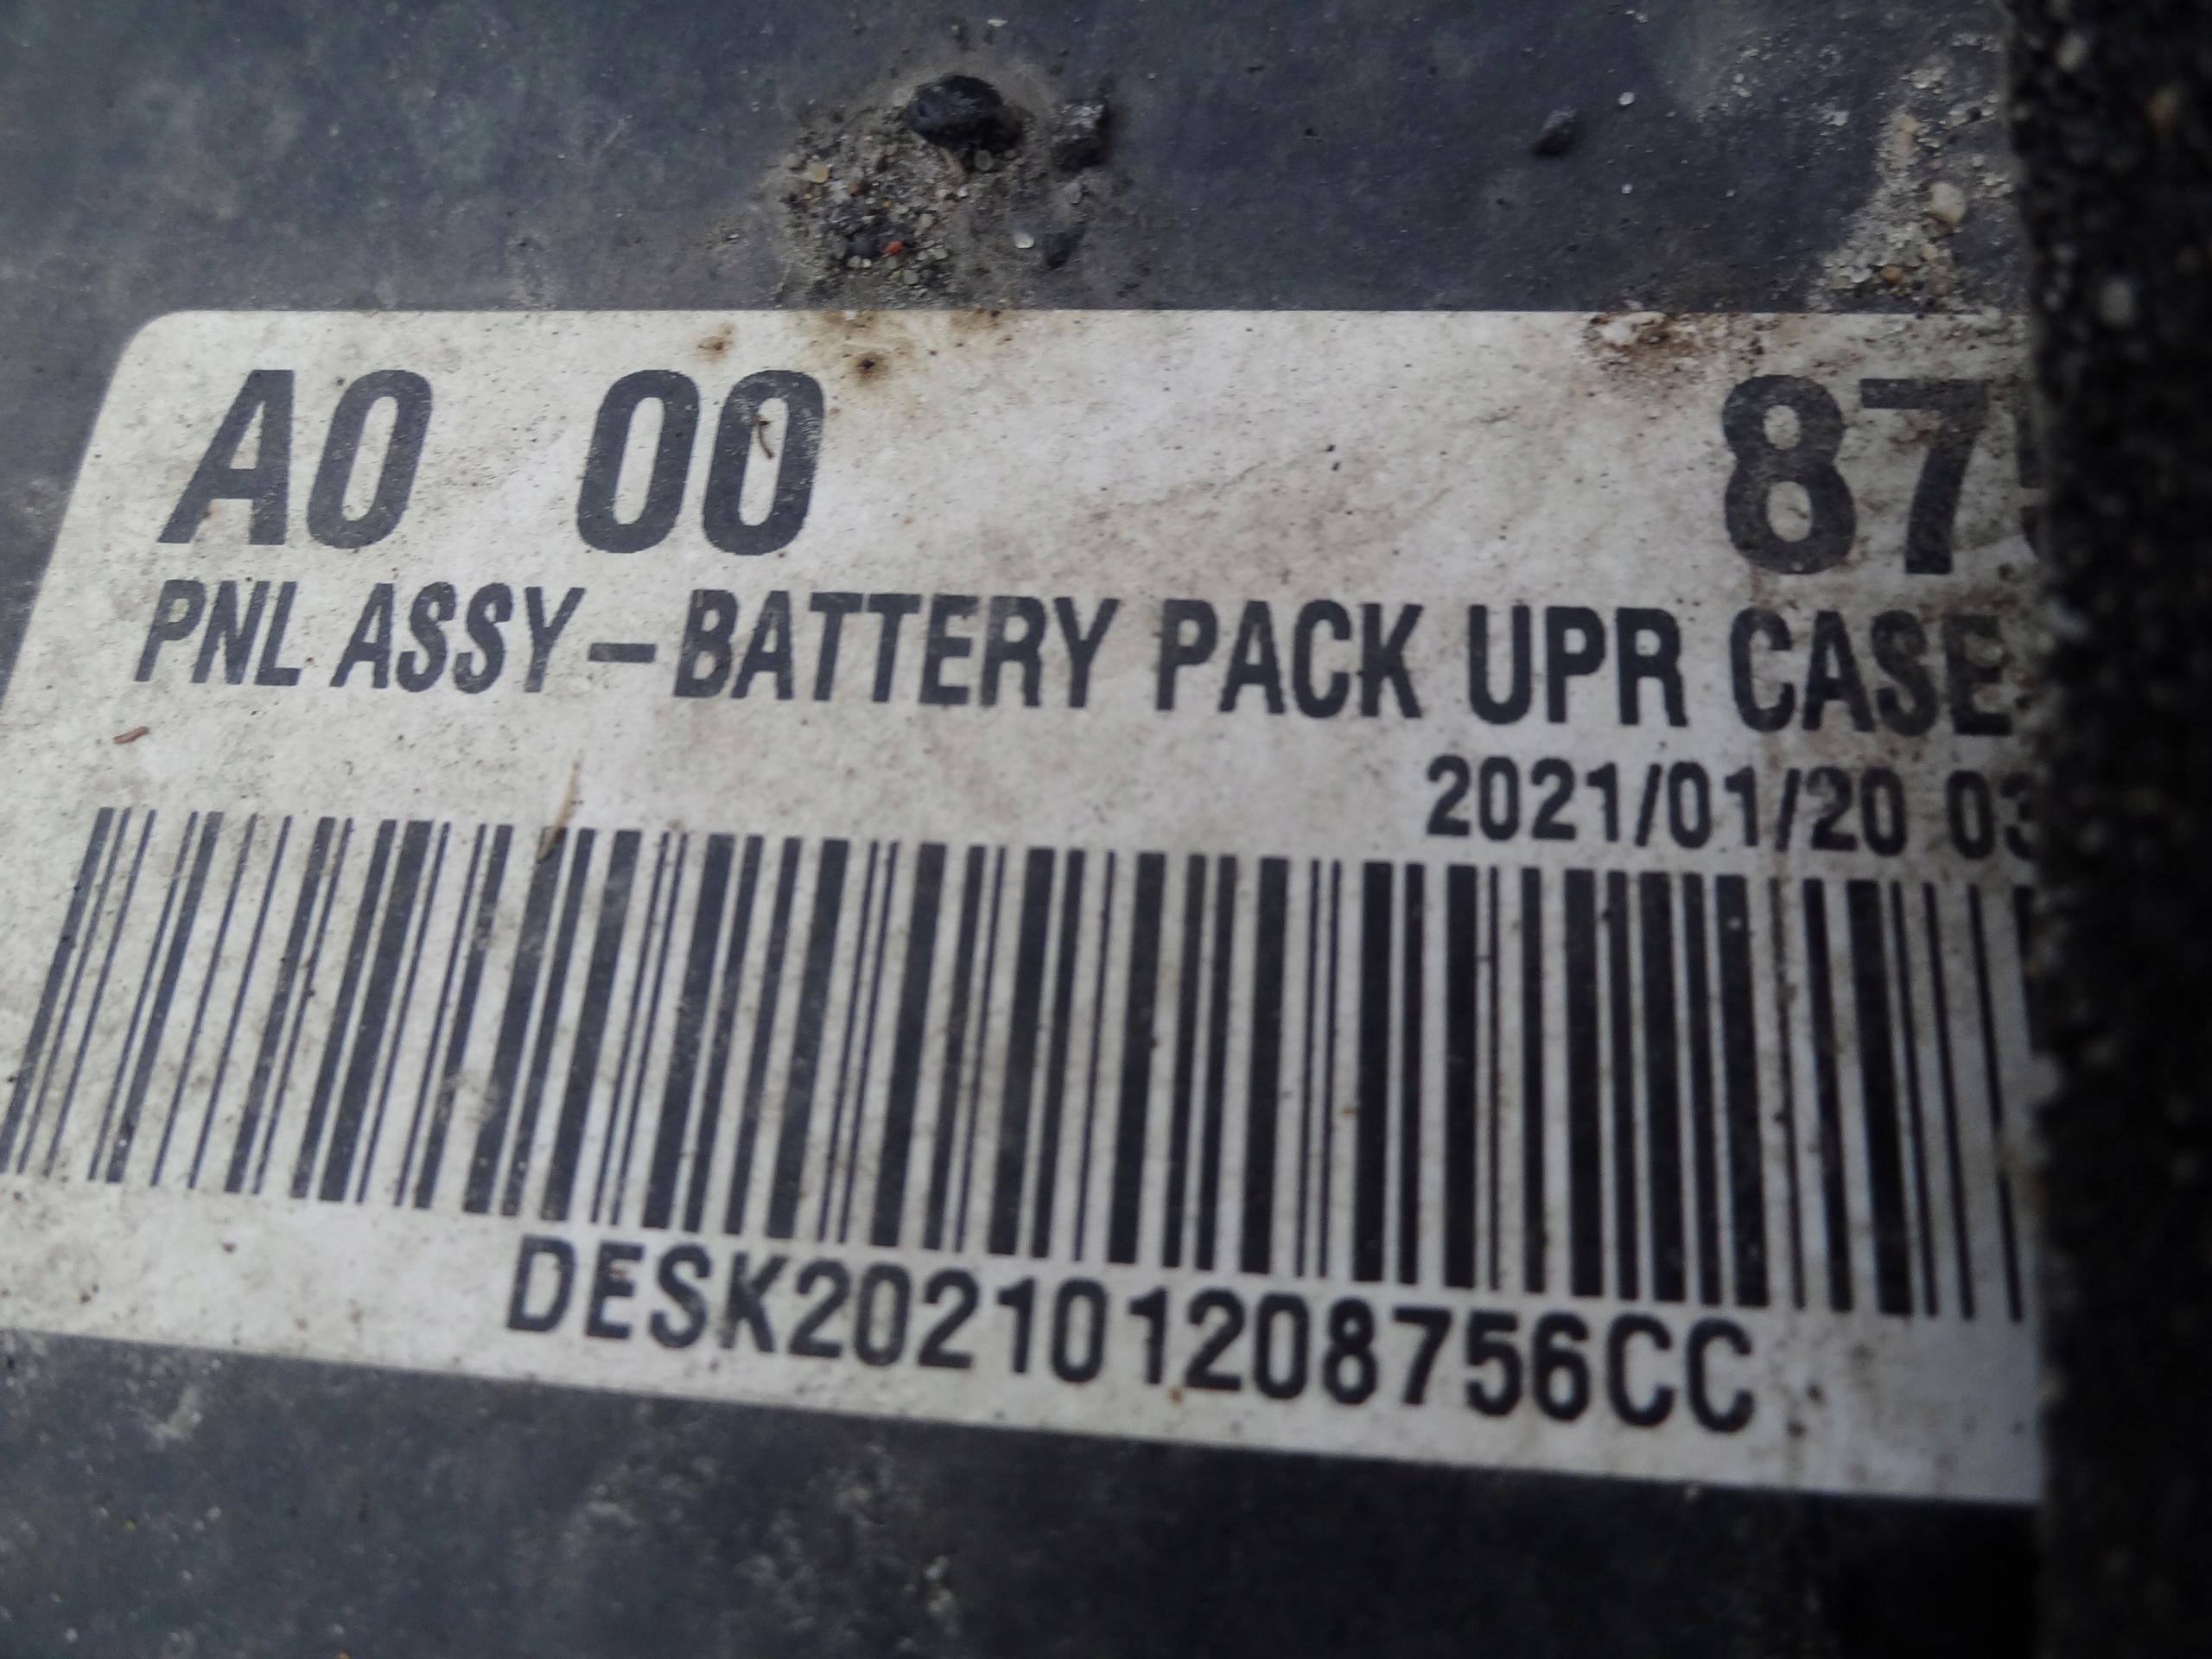 A0 00 87
PNL ASSY-BATTERY PACK UPR CASE
2021/01/20 03
DESK202101208756CC